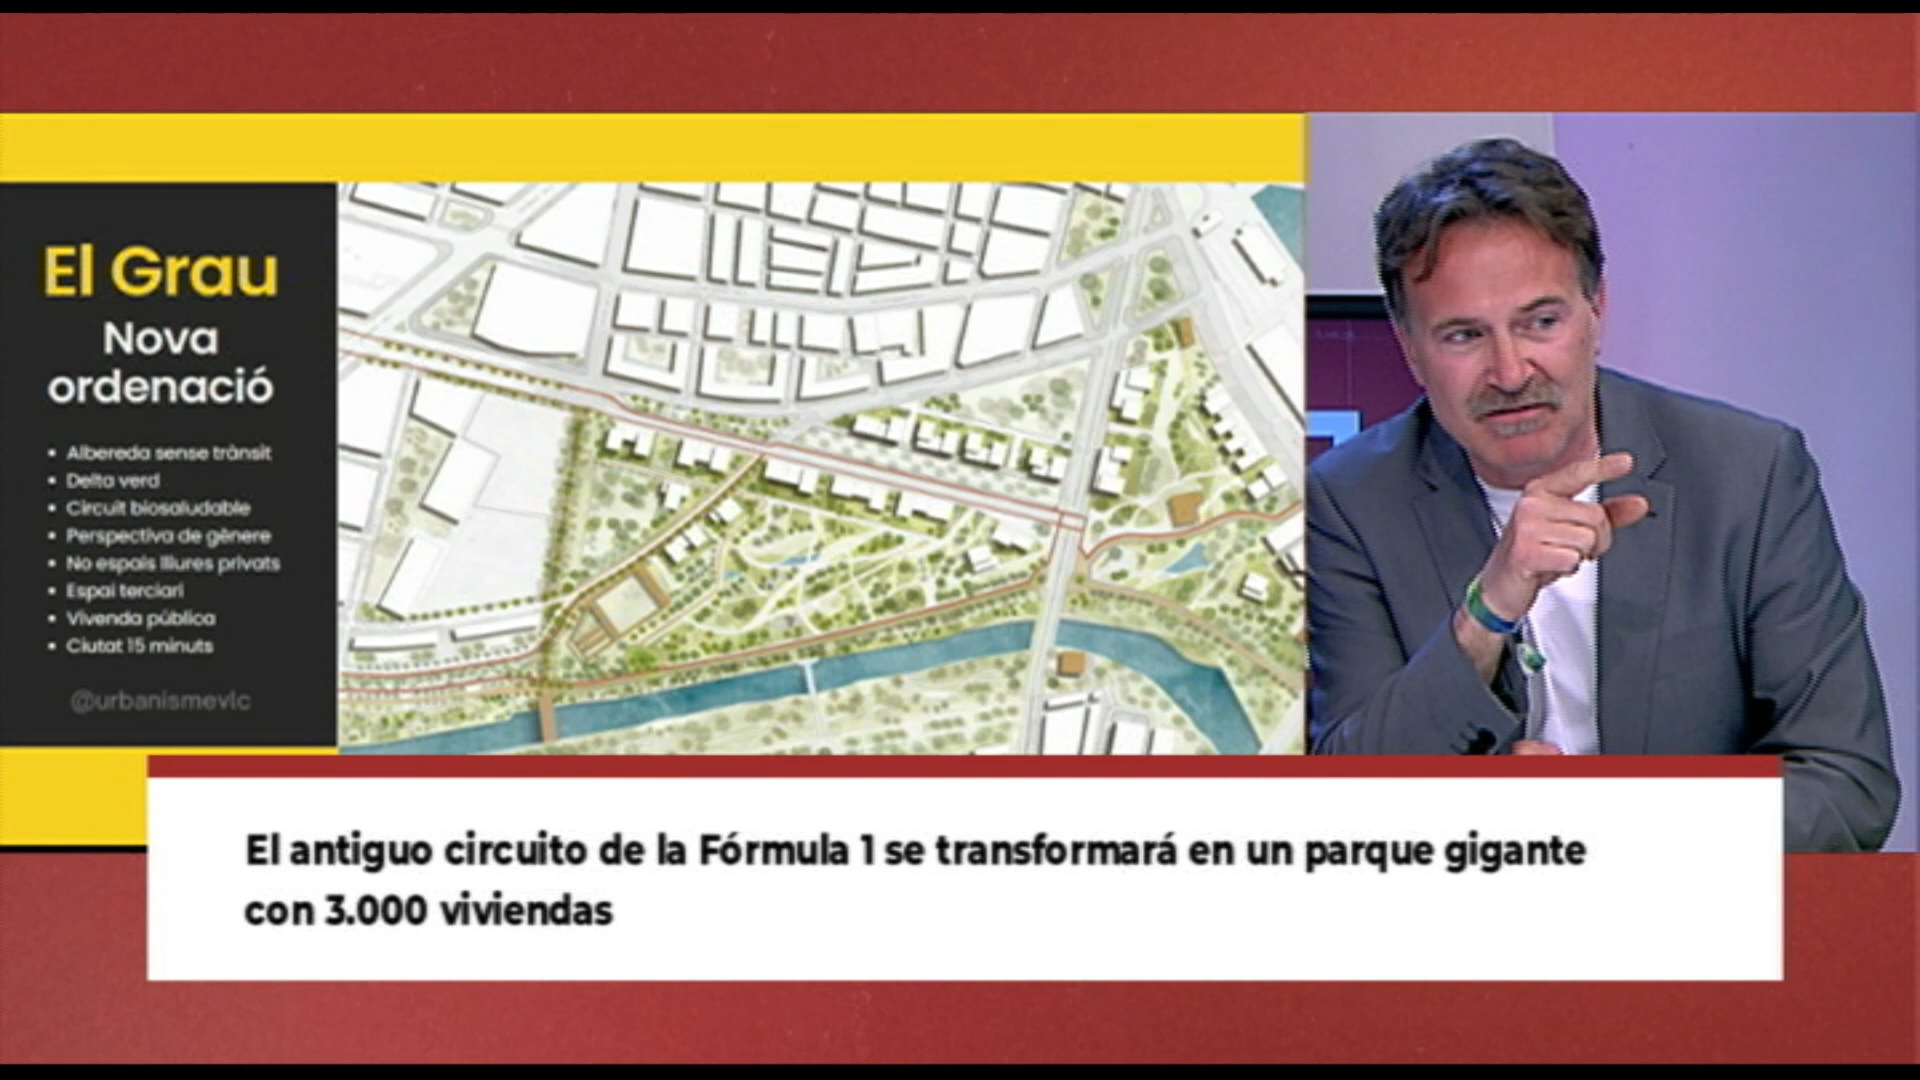 El Grau
Nova
ordenació
• Albereda sense trànsit
• Delta verd
• Circuit biosaludable
• Perspectiva de gènere
• No espais lliures privats
• Espai terciari
• Vivenda pública
• Ciutat 15 minuts
@urbanismevlc
El antiguo circuito de la Fórmula 1 se transformará en un parque gigante
con 3.000 viviendas